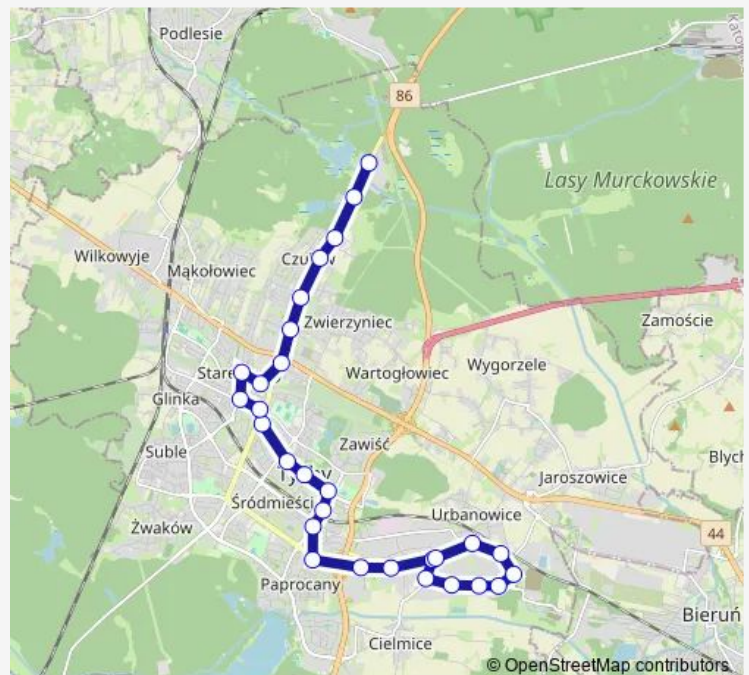 Podlesie
86
Lasy Murckowskie
Wilkowyje
Mąkołowiec
Zwierzyniec
Zamoście
Wartogłowiec
Wygorzele
Glinka
Zawiść
Suble
Jaroszowice
Śródmieści
Urbanowice
Żwaków
44
Paprocany
Bieruń
Cielmice
© OpenStreetMap contributors